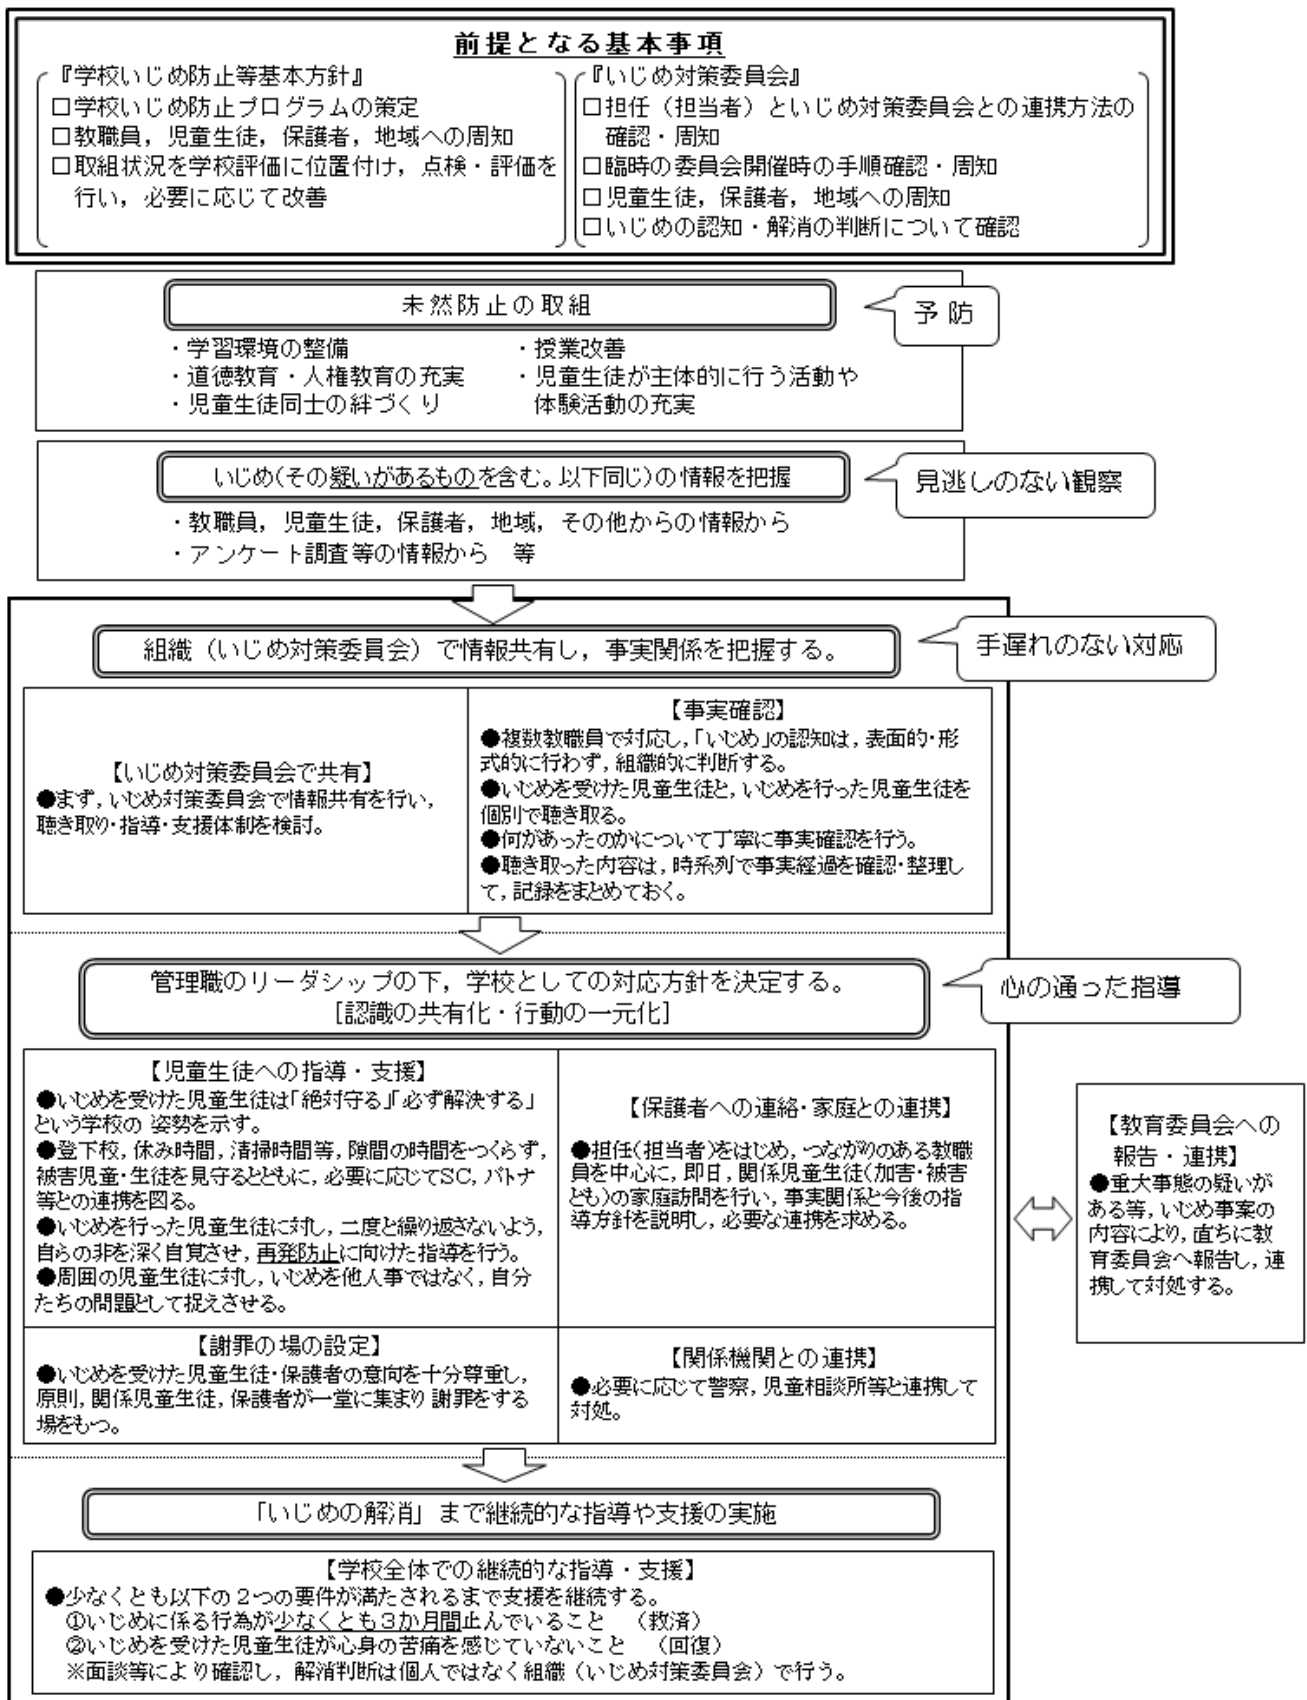 前提となる基本事項
『学校いじめ防止等基本方針』
□学校いじめ防止プログラムの策定
□教職員，児童生徒，保護者，地域への周知
□取組状況を学校評価に位置付け，点検・評価を
行い，必要に応じて改善
『いじめ対策委員会』
□担任（担当者）といじめ対策委員会との連携方法の
確認・周知
□臨時の委員会開催時の手順確認・周知
□児童生徒，保護者，地域への周知
□いじめの認知・解消の判断について確認
未然防止の取組
予防
・学習環境の整備
・道徳教育・人権教育の充実
・児童生徒同士の絆づくり
・授業改善
・児童生徒が主体的に行う活動や
体験活動の充実
いじめ（その疑いがあるものを含む。以下同じ）の情報を把握
見逃しのない観察
・教職員，児童生徒，保護者，地域，その他からの情報から
・アンケート調査等の情報から　等
組織（いじめ対策委員会）で情報共有し，事実関係を把握する。
手遅れのない対応
【いじめ対策委員会で共有】
●まず，いじめ対策委員会で情報共有を行い，
聴き取り・指導・支援体制を検討。
【事実確認】
●複数教職員で対応し，「いじめ」の認知は，表面的・形
式的に行わず，組織的に判断する。
●いじめを受けた児童生徒と，いじめを行った児童生徒を
個別で聴き取る。
●何があったのかについて丁寧に事実確認を行う。
●聴き取った内容は，時系列で事実経過を確認・整理し
て，記録をまとめておく。
管理職のリーダシップの下，学校としての対応方針を決定する。
[認識の共有化・行動の一元化]
心の通った指導
【児童生徒への指導・支援】
●いじめを受けた児童生徒は「絶対守る」「必ず解決する」
という学校の 姿勢を示す。
●登下校，休み時間，清掃時間等，隙間の時間をつくらず，
被害児童・生徒を見守るとともに，必要に応じてSC，パトナ
等との連携を図る。
●いじめを行った児童生徒に対し，二度と繰り返さないよう，
自らの非を深く自覚させ，再発防止に向けた指導を行う。
●周囲の児童生徒に対し，いじめを他人事ではなく，自分
たちの問題として捉えさせる。
【保護者への連絡・家庭との連携】
●担任（担当者）をはじめ，つながりのある教職
員を中心に，即日，関係児童生徒（加害・被害
とも）の家庭訪問を行い，事実関係と今後の指
導方針を説明し，必要な連携を求める。
【教育委員会への
報告・連携】
●重大事態の疑いが
ある等，いじめ事案の
内容により，直ちに教
育委員会へ報告し，連
携して対処する。
【謝罪の場の設定】
●いじめを受けた児童生徒・保護者の意向を十分尊重し，
原則，関係児童生徒，保護者が一堂に集まり 謝罪をする
場をもつ。
【関係機関との連携】
●必要に応じて警察，児童相談所等と連携して
対処。
「いじめの解消」まで継続的な指導や支援の実施
【学校全体での継続的な指導・支援】
●少なくとも以下の２つの要件が満たされるまで支援を継続する。
①いじめに係る行為が少なくとも３か月間止んでいること　（救済）
②いじめを受けた児童生徒が心身の苦痛を感じていないこと　（回復）
※面談等により確認し，解消判断は個人ではなく組織（いじめ対策委員会）で行う。